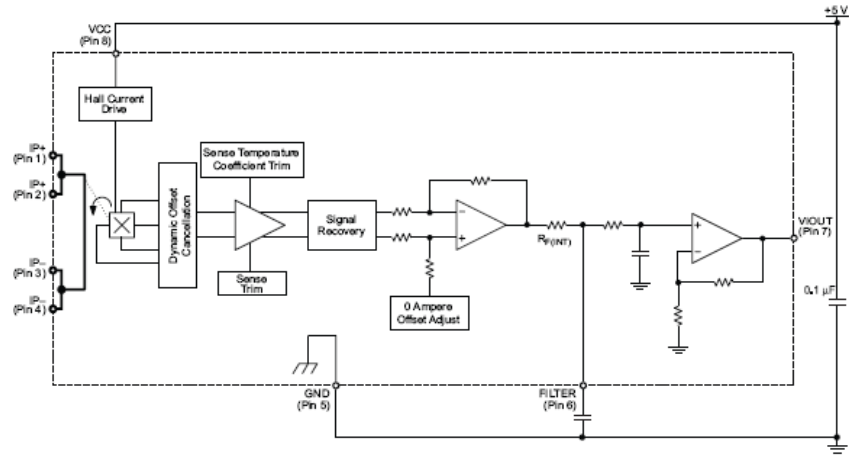 +5 V
VCC
(Pin 8)
Hall Current
Drive
IP+
(Pin 1)
IP+
(Pin 2)
IP–
(Pin 3)
IP–
(Pin 4)
Dynamic Offset
Cancellation
Sense Temperature
Coefficient Trim
Sense
Trim
Signal
Recovery
0 Ampere
Offset Adjust
–
+
RF(INT)
+
–
VIOUT
(Pin 7)
0.1 µF
GND
(Pin 5)
FILTER
(Pin 6)